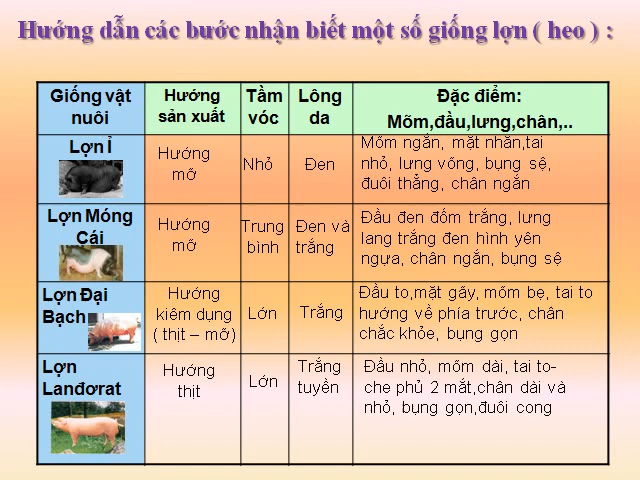 Hướng dẫn các bước nhận biết một số giống lợn ( heo ) :
Giống vật
nuôi
Hướng
sản xuất
Tầm
vóc
Lông
da
Đặc điểm:
Mõm,đầu,lưng,chân,..
Lợn Ỉ
Hướng
mỡ
Nhỏ
Đen
Mõm ngắn, mặt nhăn,tai
nhỏ, lưng võng, bụng sệ,
đuôi thẳng, chân ngắn
Lợn Móng
Cái
Hướng
mỡ
Trung
bình
Đen và
trắng
Đầu đen đốm trắng, lưng
lang trắng đen hình yên
ngựa, chân ngắn, bụng sệ
Lợn Đại
Bạch
Hướng
kiêm dụng
( thịt – mỡ)
Lớn
Trắng
Đầu to,mặt gãy, mõm bẹ, tai to
hướng về phía trước, chân
chắc khỏe, bụng gọn
Lợn
Lanđơrat
Hướng
thịt
Lớn
Trắng
tuyền
Đầu nhỏ, mõm dài, tai to-
che phủ 2 mắt,chân dài và
nhỏ, bụng gọn,đuôi cong